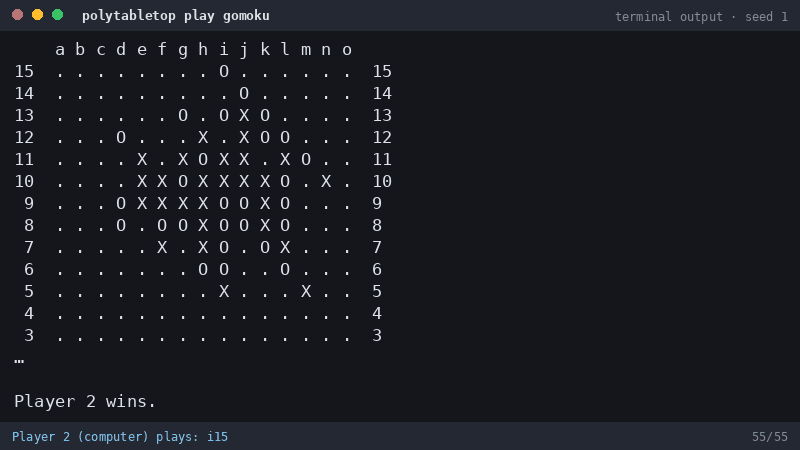 polytabletop play gomoku
terminal output · seed 1
a b c d e f g h i j k l m n o
15 . . . . . . . . O . . . . . . 15
14 . . . . . . . . . O . . . . . 14
13 . . . . . . O . O X O . . . . 13
12 . . . O . . . X . X O O . . . 12
11 . . . . X . X O X X . X O . . 11
10 . . . . X X O X X X X O . X . 10
9 . . . O X X X X O O X O . . . 9
8 . . . O . O O X O O X O . . . 8
7 . . . . . X . X O . O X . . . 7
6 . . . . . . . O O . . O . . . 6
5 . . . . . . . . X . . . X . . 5
4 . . . . . . . . . . . . . . . 4
3 . . . . . . . . . . . . . . . 3
…
Player 2 wins.
Player 2 (computer) plays: i15
55/55